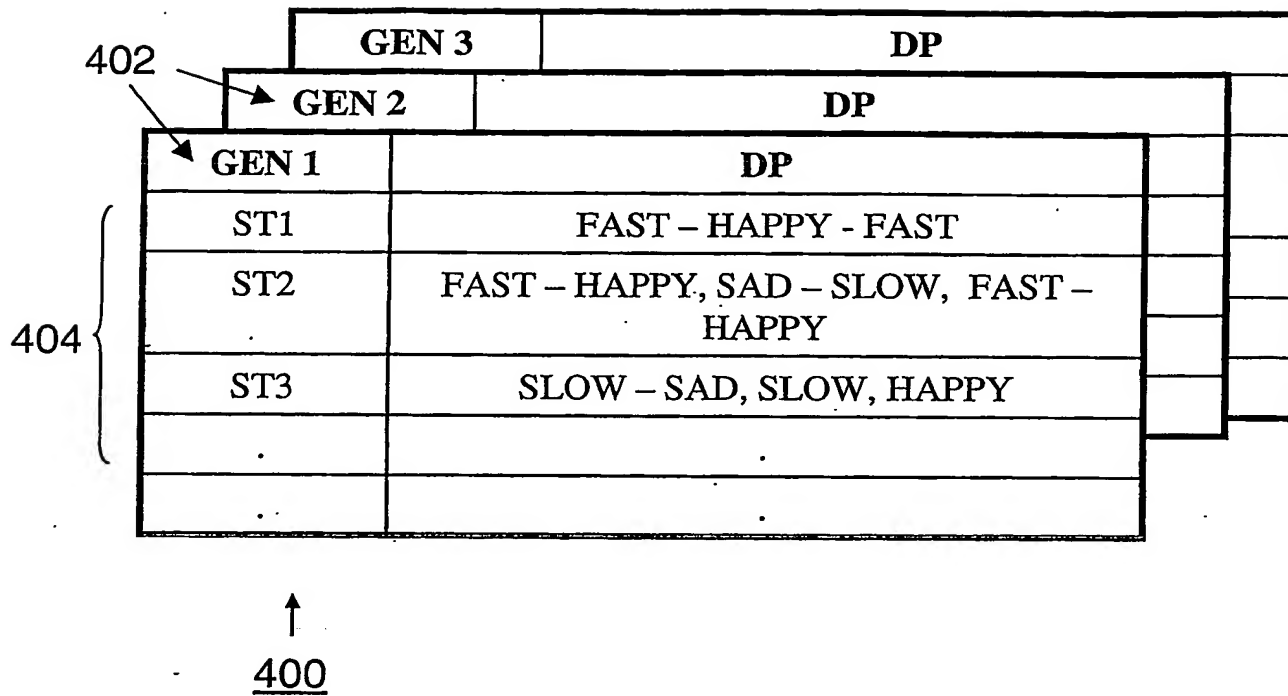 GEN 3 DP
402
GEN 2 DP
GEN 1 DP
ST1 FAST – HAPPY - FAST
ST2 FAST – HAPPY, SAD – SLOW, FAST –
HAPPY
404
ST3 SLOW – SAD, SLOW, HAPPY
. .
. .
400